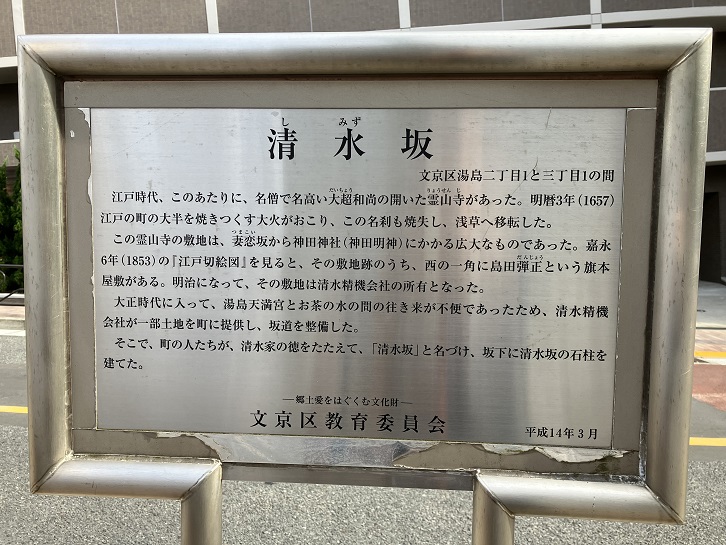 しみず
清水坂
文京区湯島二丁目1と三丁目1の間
江戸時代、このあたりに、名僧で名高い大超和尚の開いた霊山寺があった。明暦3年(1657)
江戸の町の大半を焼きつくす大火がおこり、この名刹も焼失し、浅草へ移転した。
この霊山寺の敷地は、妻恋坂から神田神社(神田明神)にかかる広大なものであった。嘉永
6年(1853)の『江戸切絵図』を見ると、その敷地跡のうち、西の一角に島田弾正という旗本
屋敷がある。明治になって、その敷地は清水精機会社の所有となった。
大正時代に入って、湯島天満宮とお茶の水の間の往き来が不便であったため、清水精機
会社が一部土地を町に提供し、坂道を整備した。
そこで、町の人たちが、清水家の徳をたたえて、「清水坂」と名づけ、坂下に清水坂の石柱を
建てた。
―郷土愛をはぐくむ文化財―
文京区教育委員会
平成14年3月